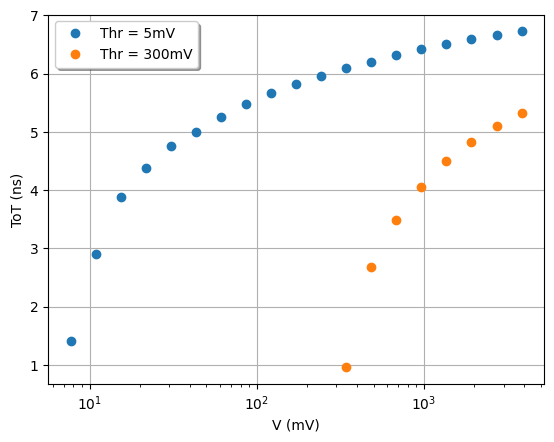 7
Thr = 5mV
Thr = 300mV
6
5
4
3
2
1
ToT (ns)
10¹
10²
10³
V (mV)